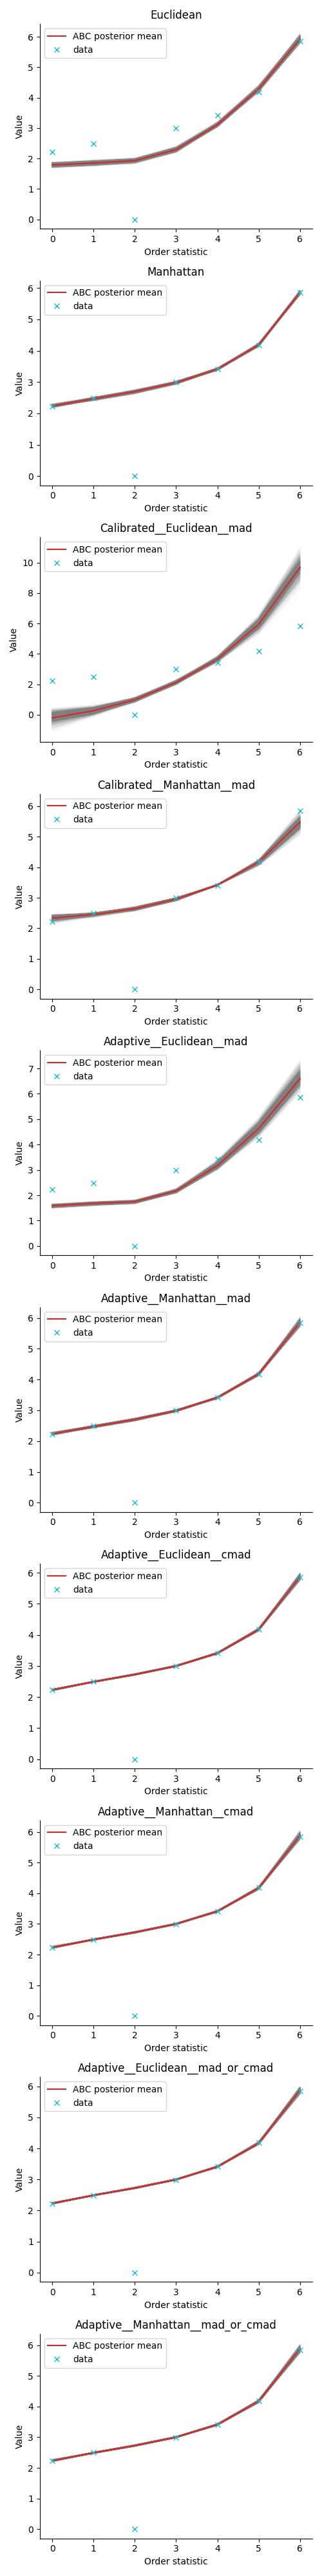 Euclidean
ABC posterior mean
data
6
5
4
3
2
1
0
Value
0 1 2 3 4 5 6
Order statistic
Manhattan
ABC posterior mean
data
6
5
4
3
2
1
0
Value
0 1 2 3 4 5 6
Order statistic
Calibrated__Euclidean__mad
ABC posterior mean
data
10
8
6
4
2
0
Value
0 1 2 3 4 5 6
Order statistic
Calibrated__Manhattan__mad
ABC posterior mean
data
6
5
4
3
2
1
0
Value
0 1 2 3 4 5 6
Order statistic
Adaptive__Euclidean__mad
ABC posterior mean
data
7
6
5
4
3
2
1
0
Value
0 1 2 3 4 5 6
Order statistic
Adaptive__Manhattan__mad
ABC posterior mean
data
6
5
4
3
2
1
0
Value
0 1 2 3 4 5 6
Order statistic
Adaptive__Euclidean__cmad
ABC posterior mean
data
6
5
4
3
2
1
0
Value
0 1 2 3 4 5 6
Order statistic
Adaptive__Manhattan__cmad
ABC posterior mean
data
6
5
4
3
2
1
0
Value
0 1 2 3 4 5 6
Order statistic
Adaptive__Euclidean__mad_or_cmad
ABC posterior mean
data
6
5
4
3
2
1
0
Value
0 1 2 3 4 5 6
Order statistic
Adaptive__Manhattan__mad_or_cmad
ABC posterior mean
data
6
5
4
3
2
1
0
Value
0 1 2 3 4 5 6
Order statistic